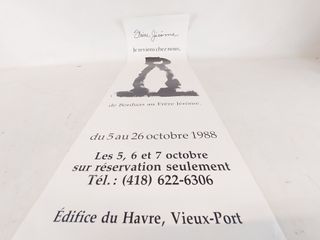 Frère Jérôme
Je reviens chez nous,
de Borduas au Frère Jérôme.
du 5 au 26 octobre 1988
Les 5, 6 et 7 octobre
sur réservation seulement
Tél. : (418) 622-6306
Édifice du Havre, Vieux-Port